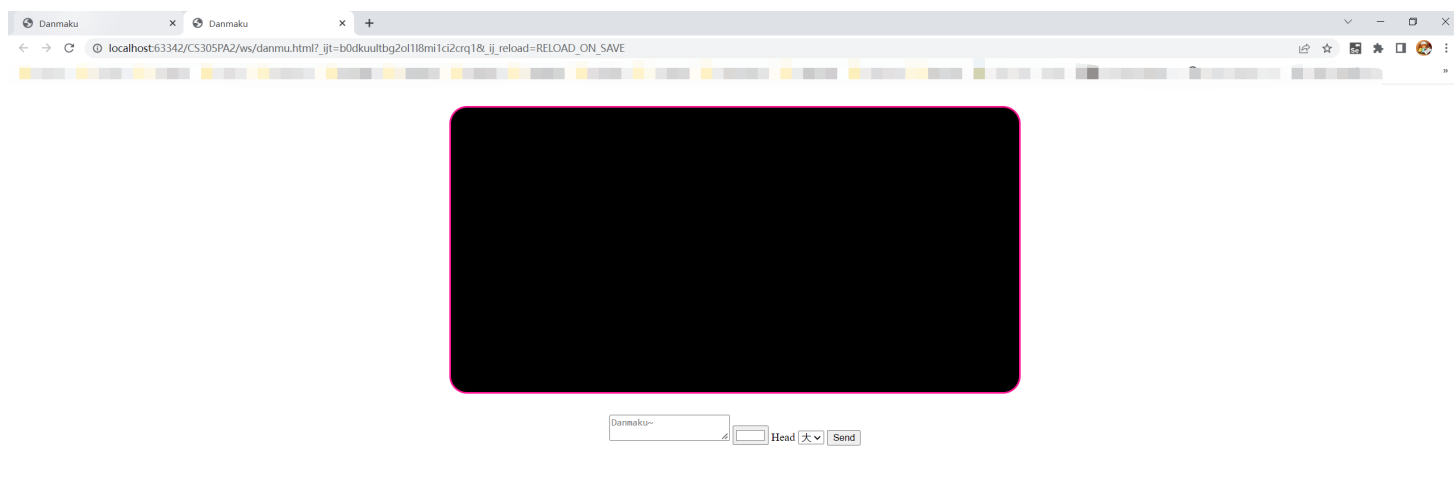 Danmaku
Danmaku
localhost:63342/CS305PA2/ws/danmu.html?_ijt=b0dkuultbg2ol1l8mi1ci2crq1&_ij_reload=RELOAD_ON_SAVE
Danmaku~
Head 大 Send